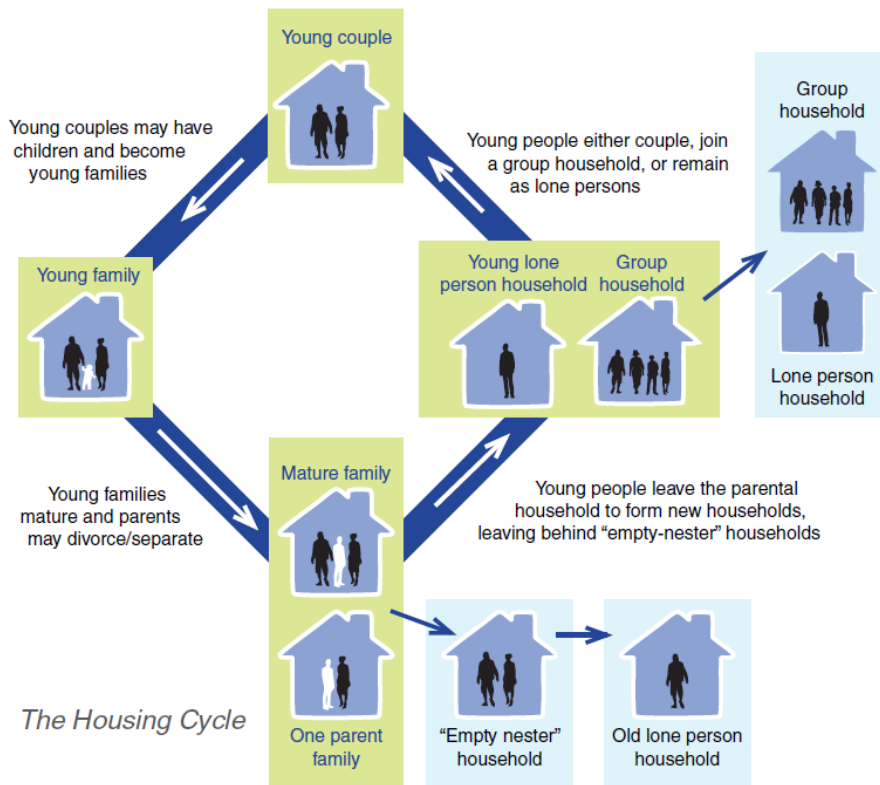 Young couple
Young couples may have
children and become
young families
Young people either couple, join
a group household, or remain
as lone persons
Group
household
Lone person
household
Young family
Young lone
person household
Group
household
Young families
mature and parents
may divorce/separate
Mature family
Young people leave the parental
household to form new households,
leaving behind “empty-nester” households
The Housing Cycle
One parent
family
“Empty nester”
household
Old lone person
household